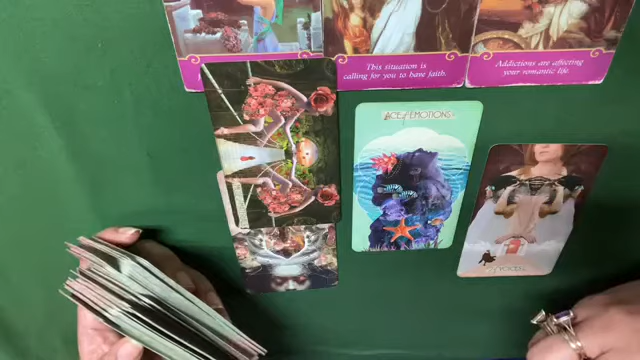 This situation is
calling for you to have faith.
Addictions are affecting
your romantic life.
ACE of EMOTIONS